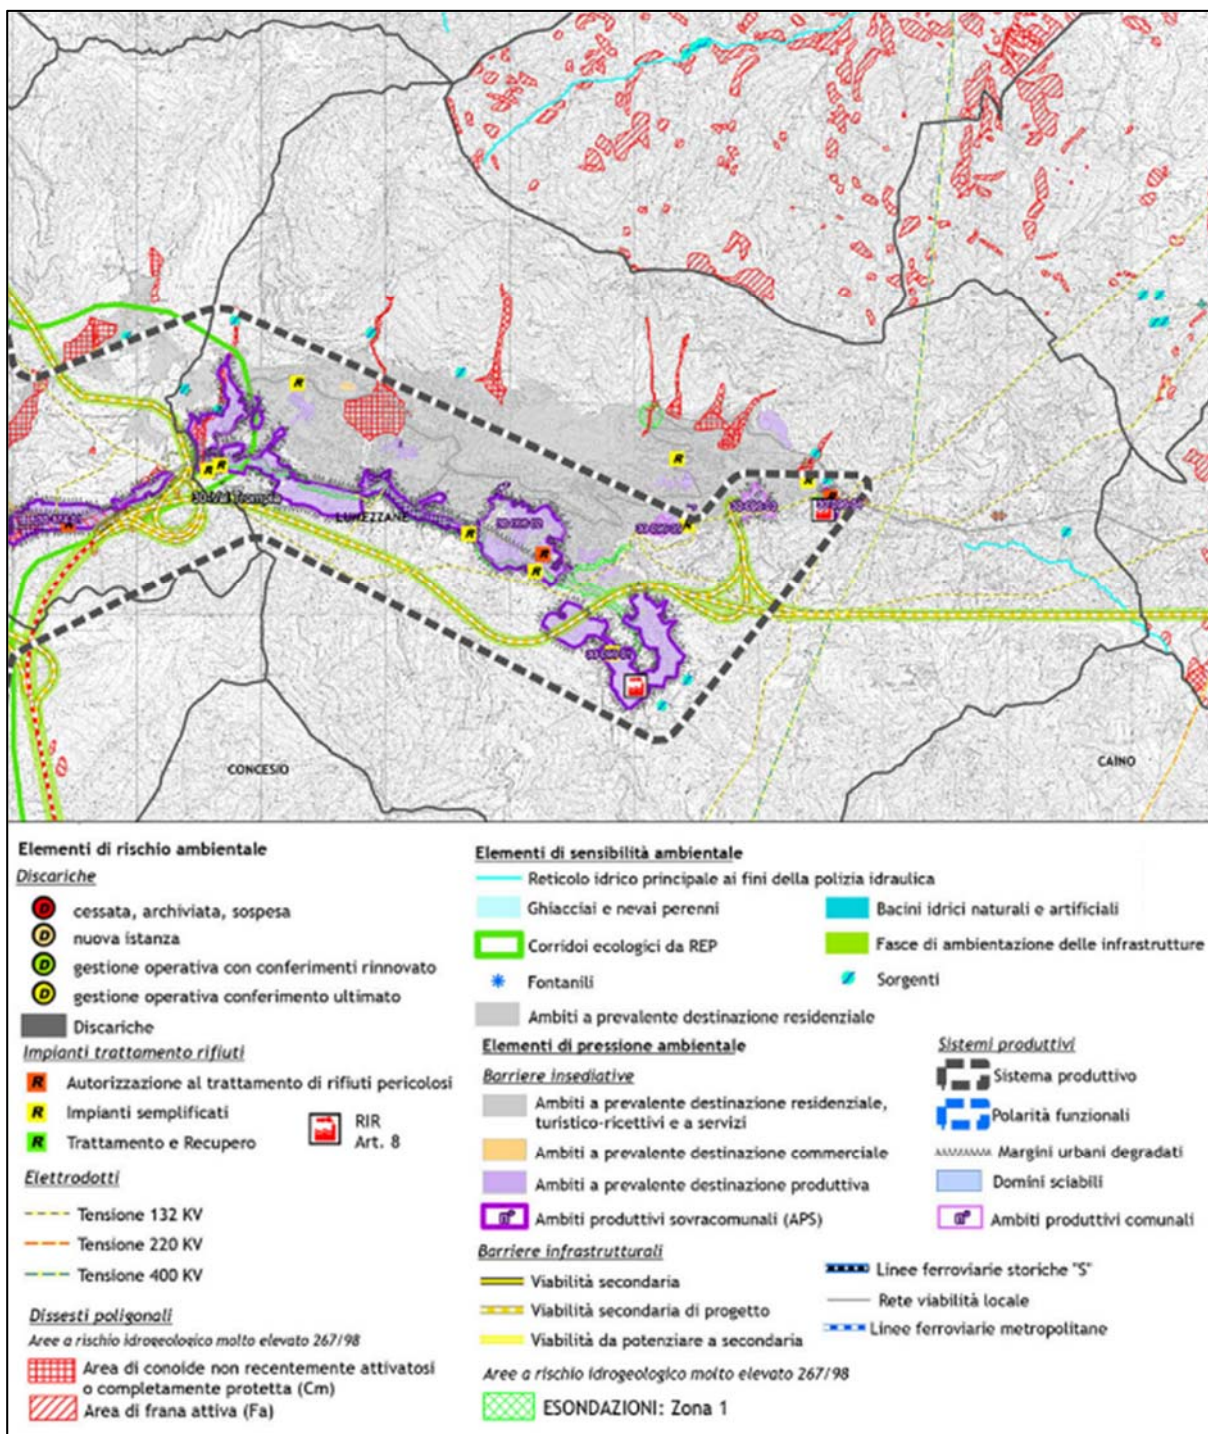 R
R
R
R
LUMEZZANE
R
R
R
R
R
CONCESIO
CAINO
Elementi di rischio ambientale
Discariche
D cessata, archiviata, sospesa
D nuova istanza
D gestione operativa con conferimenti rinnovato
D gestione operativa conferimento ultimato
Discariche
Impianti trattamento rifiuti
R Autorizzazione al trattamento di rifiuti pericolosi
R Impianti semplificati
R Trattamento e Recupero
RIR
Art. 8
Elettrodotti
Tensione 132 KV
Tensione 220 KV
Tensione 400 KV
Dissesti poligonali
Aree a rischio idrogeologico molto elevato 267/98
Area di conoide non recentemente attivatosi
o completamente protetta (Cm)
Area di frana attiva (Fa)
Elementi di sensibilità ambientale
Reticolo idrico principale ai fini della polizia idraulica
Ghiacciai e nevai perenni
Bacini idrici naturali e artificiali
Corridoi ecologici da REP
Fasce di ambientazione delle infrastrutture
Fontanili
Sorgenti
Ambiti a prevalente destinazione residenziale
Elementi di pressione ambientale
Barriere insediative
Ambiti a prevalente destinazione residenziale,
turistico-ricettivi e a servizi
Ambiti a prevalente destinazione commerciale
Ambiti a prevalente destinazione produttiva
Ambiti produttivi sovracomunali (APS)
Sistemi produttivi
Sistema produttivo
Polarità funzionali
Margini urbani degradati
Domini sciabili
Ambiti produttivi comunali
Barriere infrastrutturali
Viabilità secondaria
Viabilità secondaria di progetto
Viabilità da potenziare a secondaria
Linee ferroviarie storiche "S"
Rete viabilità locale
Linee ferroviarie metropolitane
Aree a rischio idrogeologico molto elevato 267/98
ESONDAZIONI: Zona 1